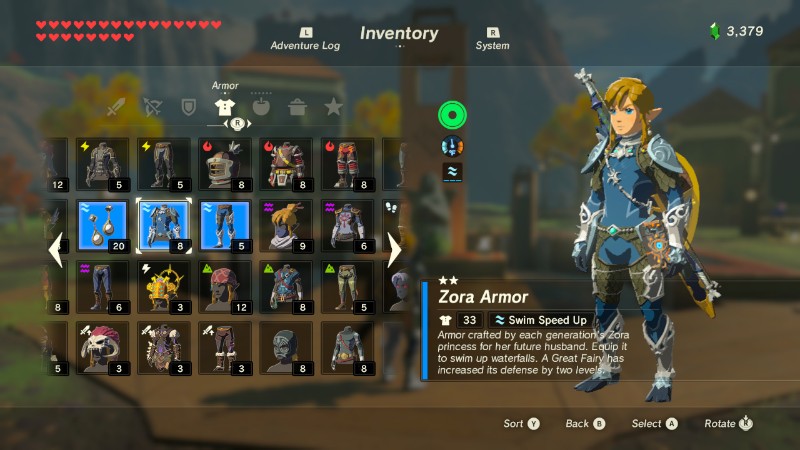 L
Adventure Log
Inventory
R
System
3,379
Armor
R
12 5 5 8 8 8
20 8 5 9 6
8 6 3 12 8 5
5 3 3 3 8 8
Zora Armor
33 Swim Speed Up
Armor crafted by each generation's Zora
princess for her future husband. Equip it
to swim up waterfalls. A Great Fairy has
increased its defense by two levels.
Sort Y Back B Select A Rotate R